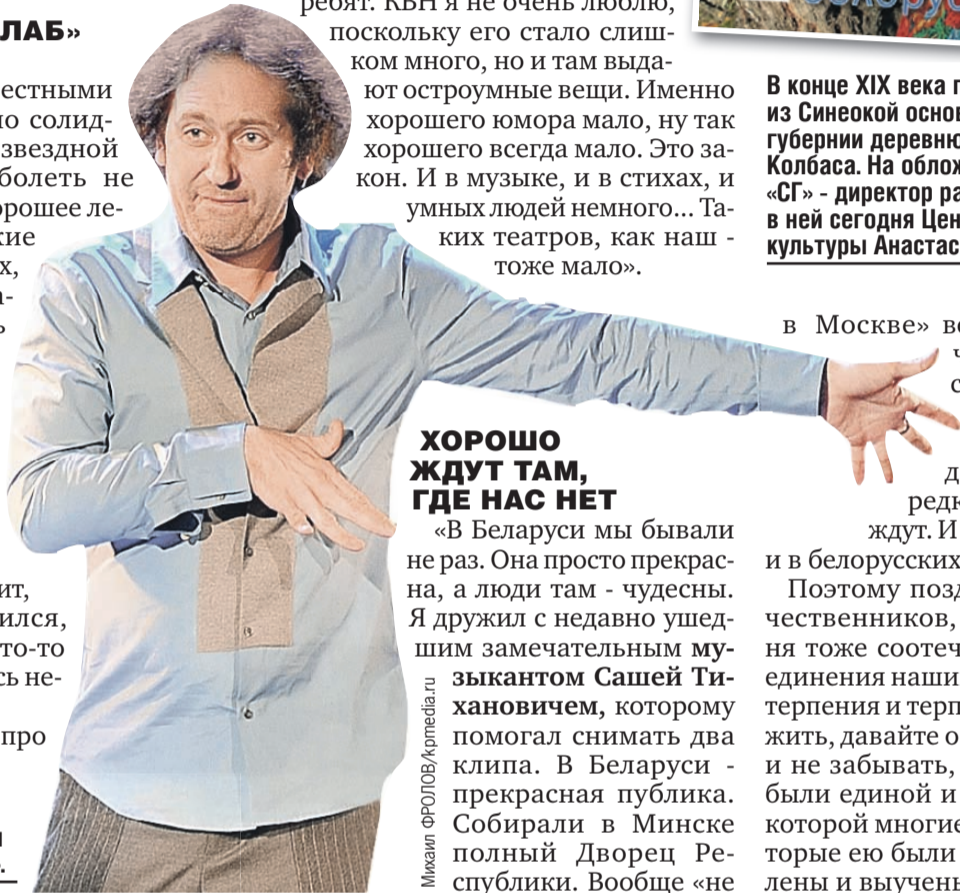 ЛАБ»
естными
но солид-
звездной
болеть не
орошее ле-
кие
х,
а-
ь
ит,
ился,
то-то
сь не-
про
ребят. КВН я не очень люблю,
поскольку его стало слиш-
ком много, но и там выда-
ют остроумные вещи. Именно
хорошего юмора мало, ну так
хорошего всегда мало. Это за-
кон. И в музыке, и в стихах, и
умных людей немного... Та-
ких театров, как наш -
тоже мало».
ХОРОШО
ЖДУТ ТАМ,
ГДЕ НАС НЕТ
«В Беларуси мы бывали
не раз. Она просто прекрас-
на, а люди там - чудесны.
Я дружил с недавно ушед-
шим замечательным му-
зыкантом Сашей Ти-
хановичем, которому
помогал снимать два
клипа. В Беларуси -
прекрасная публика.
Собирали в Минске
полный Дворец Ре-
спублики. Вообще «не
Михаил ФРОЛОВ/kpmedia.ru
белорус
В конце XIX века п
из Синеокой основ
губернии деревню
Колбаса. На облож
«СГ» - директор ра
в ней сегодня Цен
культуры Анастас
в Москве» во
ч
с
д
редк
ждут. И
и в белорусских
Поэтому позд
чественников,
ня тоже соотеч
единения наши
терпения и терп
жить, давайте о
и не забывать,
были единой и
которой многие
торые ею были
лены и выучены